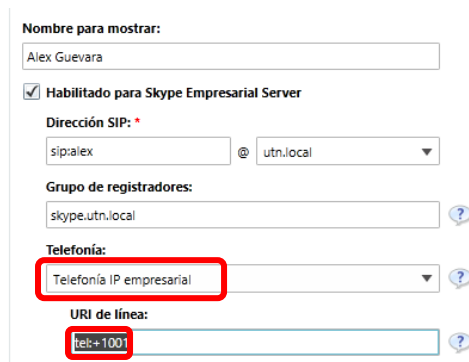 Nombre para mostrar:
Alex Guevara
Habilitado para Skype Empresarial Server
Dirección SIP: *
sip:alex @ utn.local
Grupo de registradores:
skype.utn.local
?
Telefonía:
Telefonía IP empresarial
?
URI de línea:
tel:+1001
?